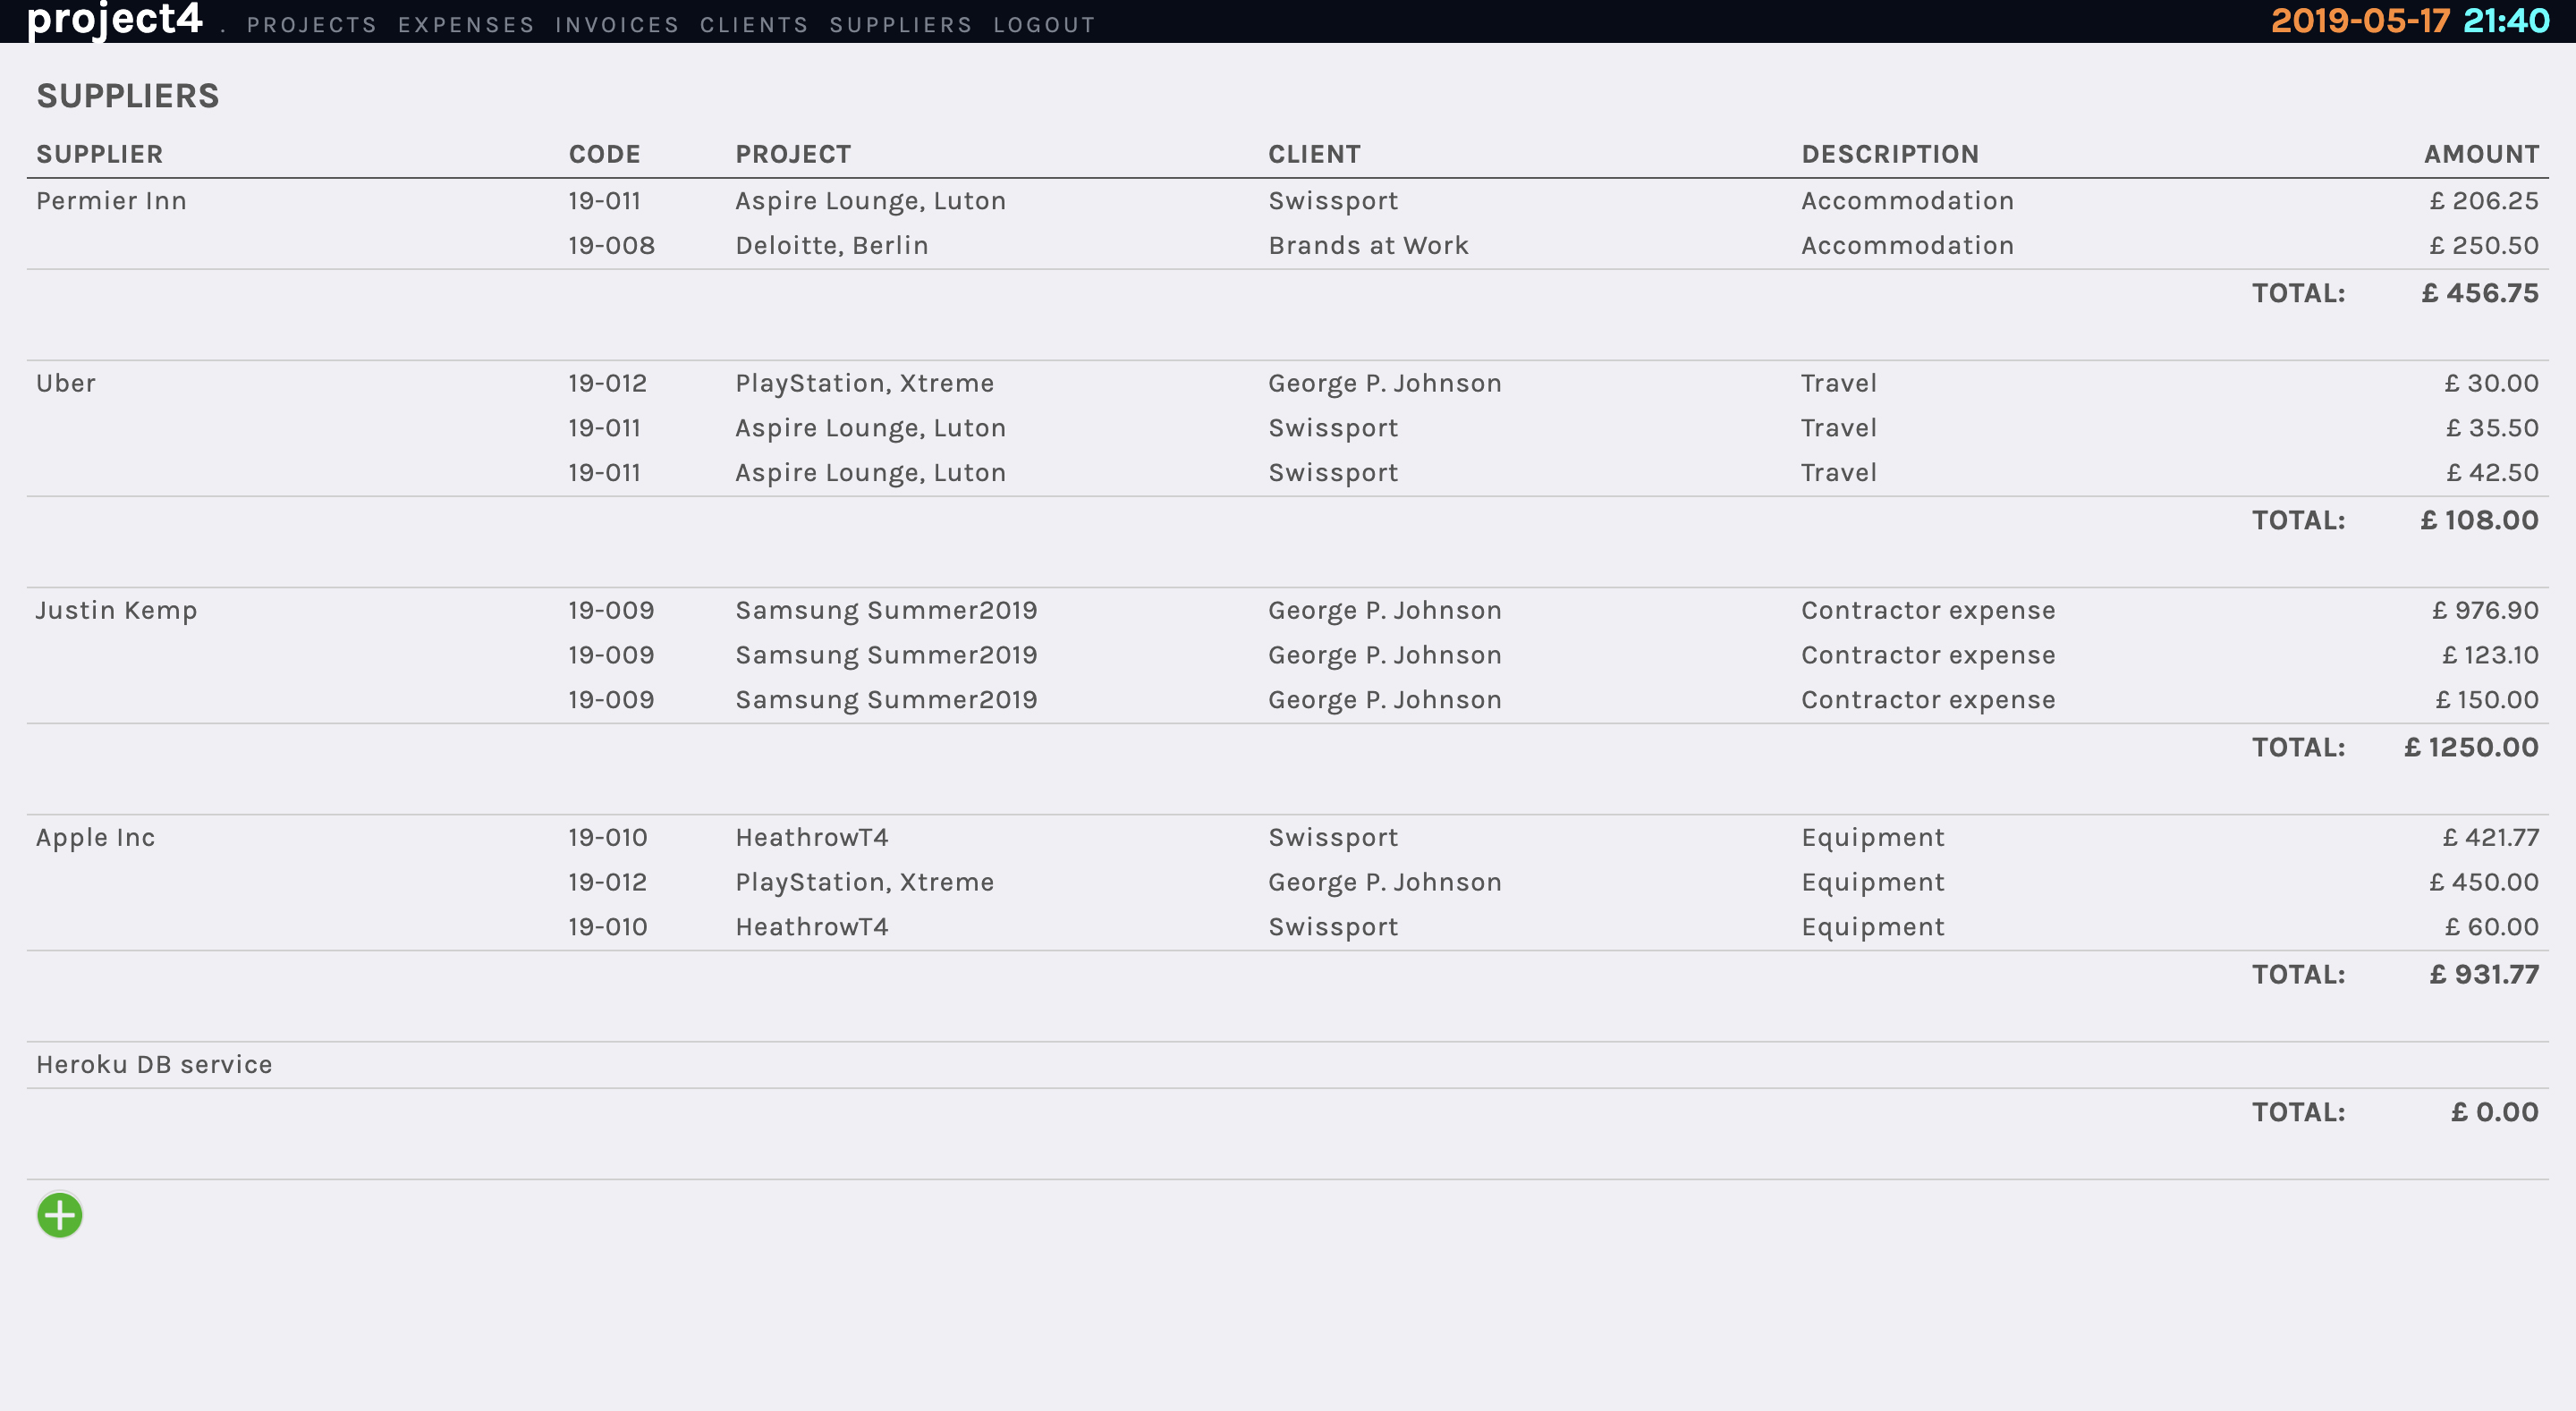 project4 . PROJECTS EXPENSES INVOICES CLIENTS SUPPLIERS LOGOUT 2019-05-17 21:40
SUPPLIERS
SUPPLIER CODE PROJECT CLIENT DESCRIPTION AMOUNT
Permier Inn 19-011 Aspire Lounge, Luton Swissport Accommodation £ 206.25
19-008 Deloitte, Berlin Brands at Work Accommodation £ 250.50
TOTAL: £ 456.75
Uber 19-012 PlayStation, Xtreme George P. Johnson Travel £ 30.00
19-011 Aspire Lounge, Luton Swissport Travel £ 35.50
19-011 Aspire Lounge, Luton Swissport Travel £ 42.50
TOTAL: £ 108.00
Justin Kemp 19-009 Samsung Summer2019 George P. Johnson Contractor expense £ 976.90
19-009 Samsung Summer2019 George P. Johnson Contractor expense £ 123.10
19-009 Samsung Summer2019 George P. Johnson Contractor expense £ 150.00
TOTAL: £ 1250.00
Apple Inc 19-010 HeathrowT4 Swissport Equipment £ 421.77
19-012 PlayStation, Xtreme George P. Johnson Equipment £ 450.00
19-010 HeathrowT4 Swissport Equipment £ 60.00
TOTAL: £ 931.77
Heroku DB service
TOTAL: £ 0.00